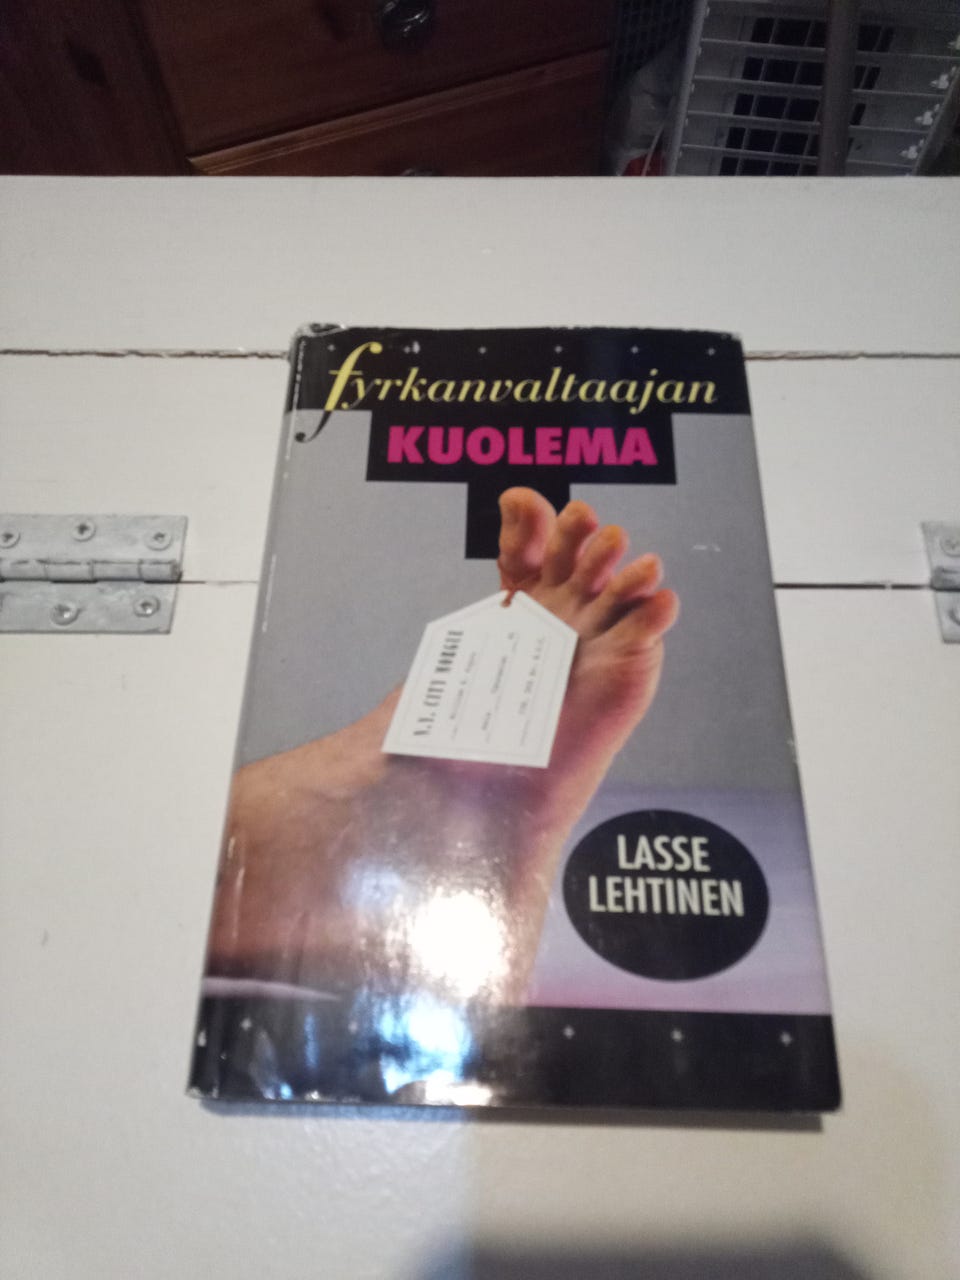 fyrkanvaltaajan
KUOLEMA
N.Y. CITY MORGUE
LASSE
LEHTINEN